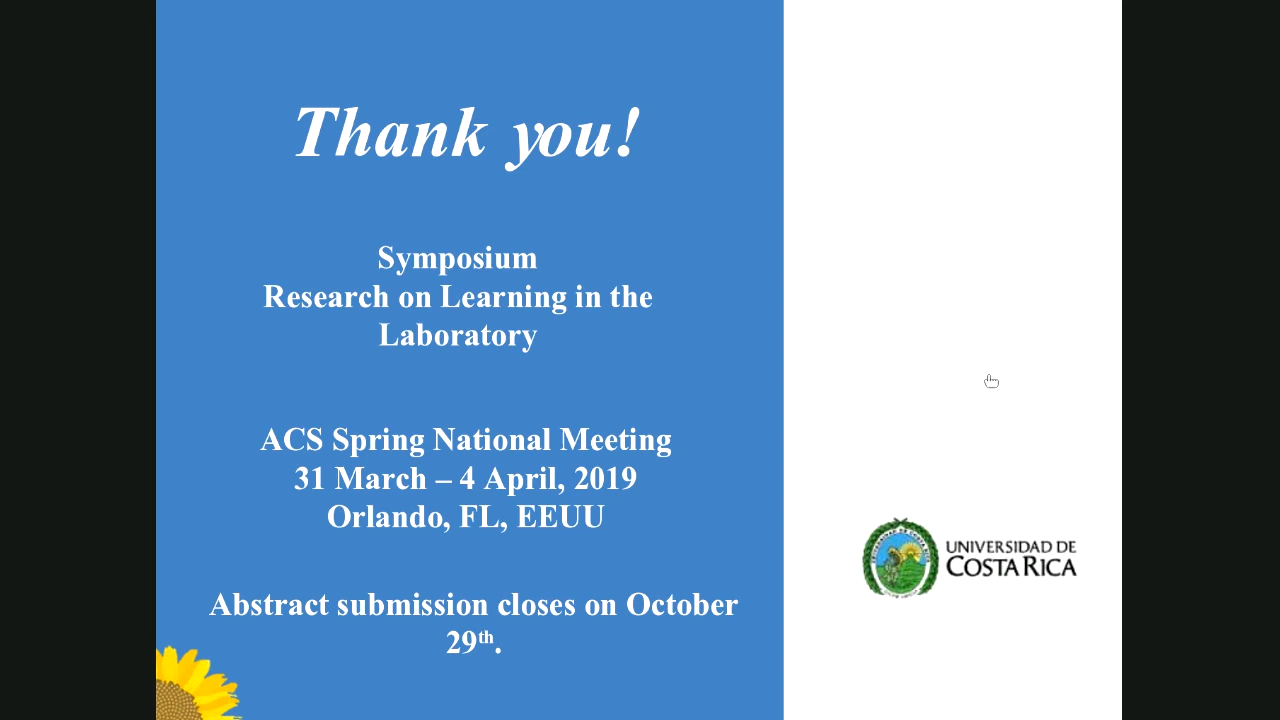 Thank you!
Symposium
Research on Learning in the
Laboratory
ACS Spring National Meeting
31 March – 4 April, 2019
Orlando, FL, EEUU
Abstract submission closes on October
29th.
UNIVERSIDAD DE
COSTA RICA